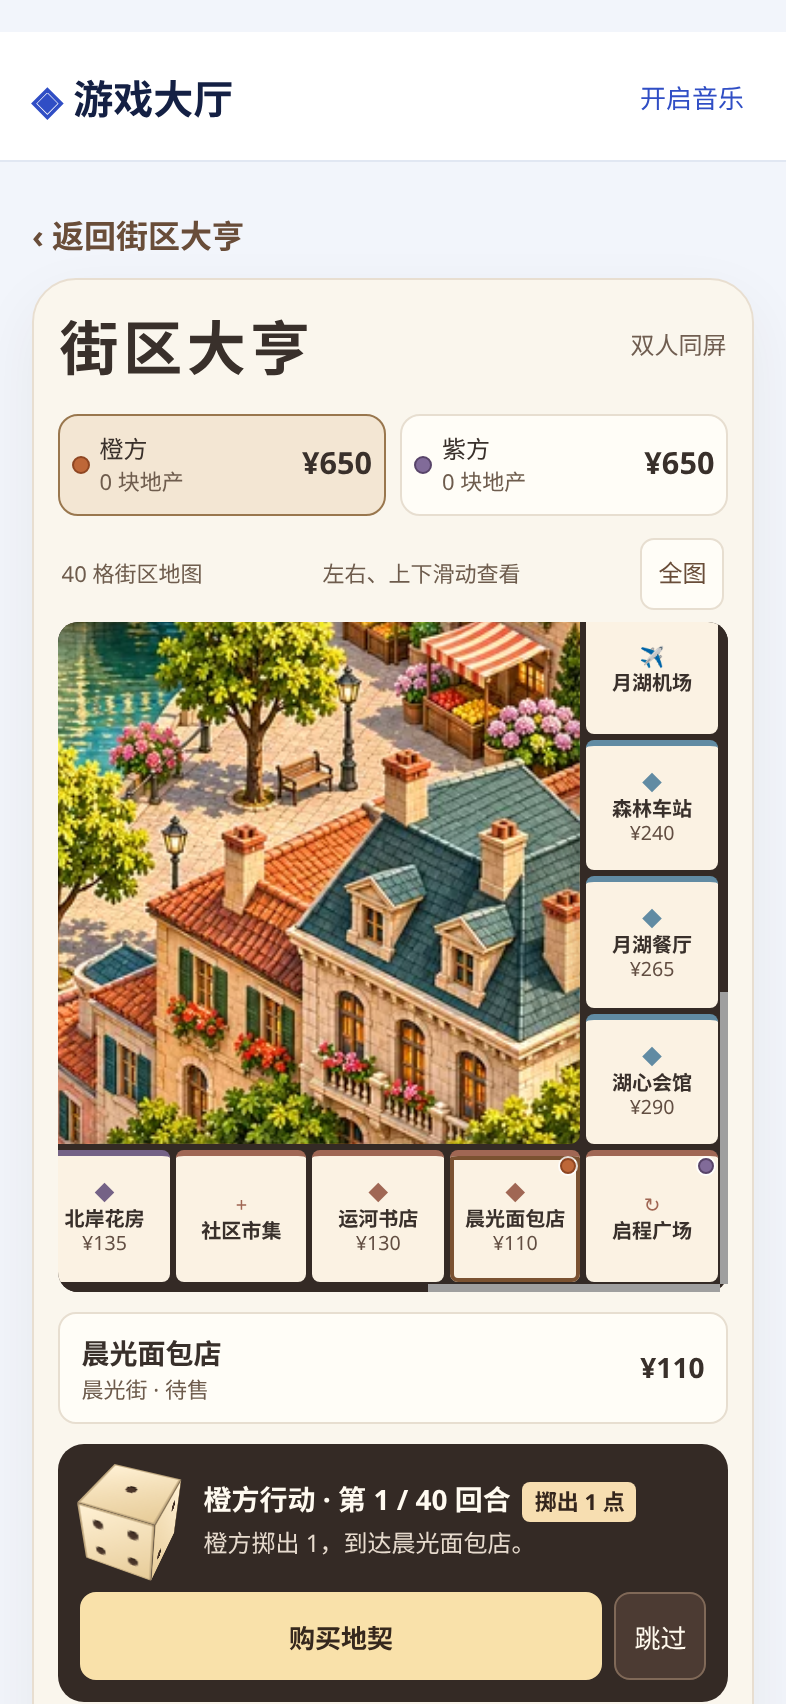 ◈ 游戏大厅
开启音乐
‹ 返回街区大亨
街区大亨
双人同屏
橙方
0 块地产
¥650
紫方
0 块地产
¥650
40 格街区地图
左右、上下滑动查看
全图
月湖机场
森林车站
¥240
月湖餐厅
¥265
湖心会馆
¥290
北岸花房
¥135
+
社区市集
运河书店
¥130
晨光面包店
¥110
↻
启程广场
晨光面包店
晨光街 · 待售
¥110
橙方行动 · 第 1 / 40 回合
掷出 1 点
橙方掷出 1，到达晨光面包店。
购买地契
跳过